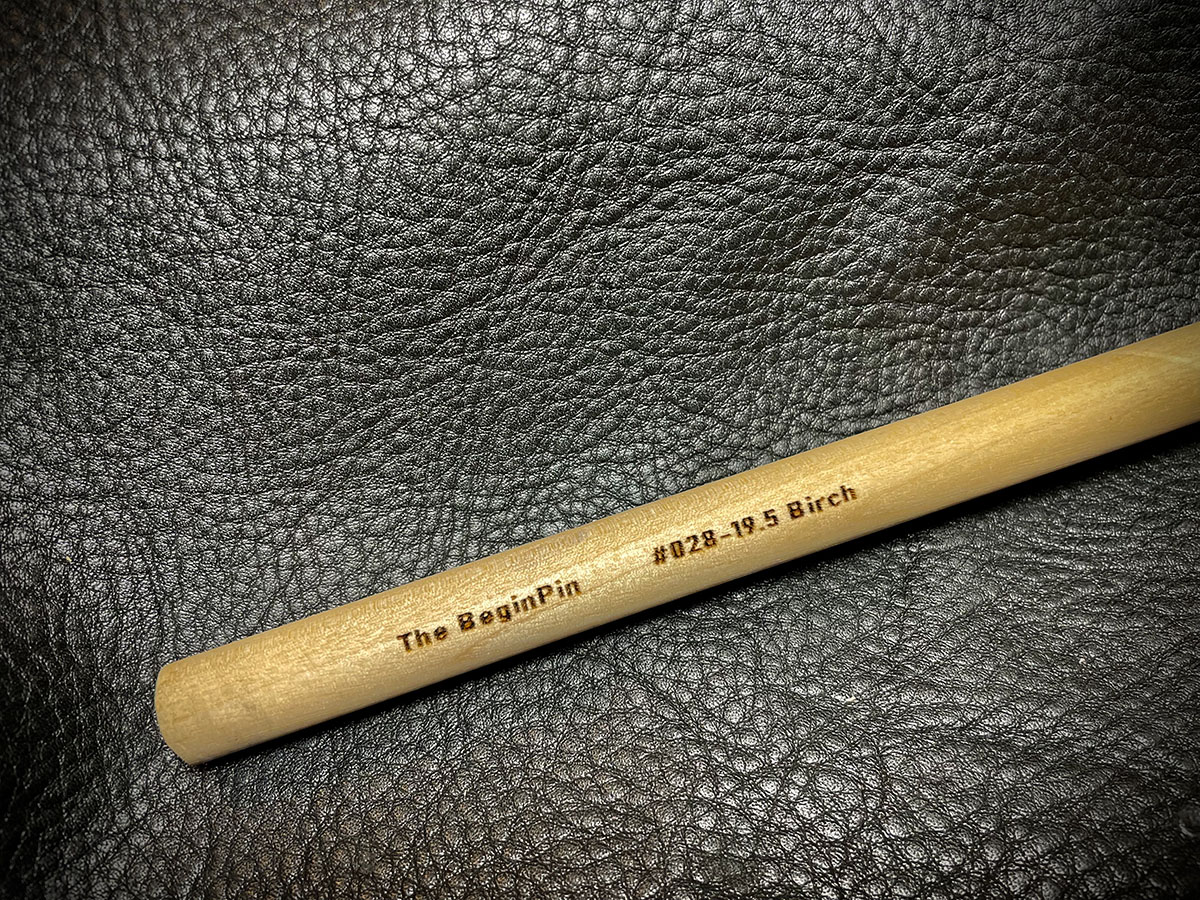 The BeginPin #028-19.5 Birch